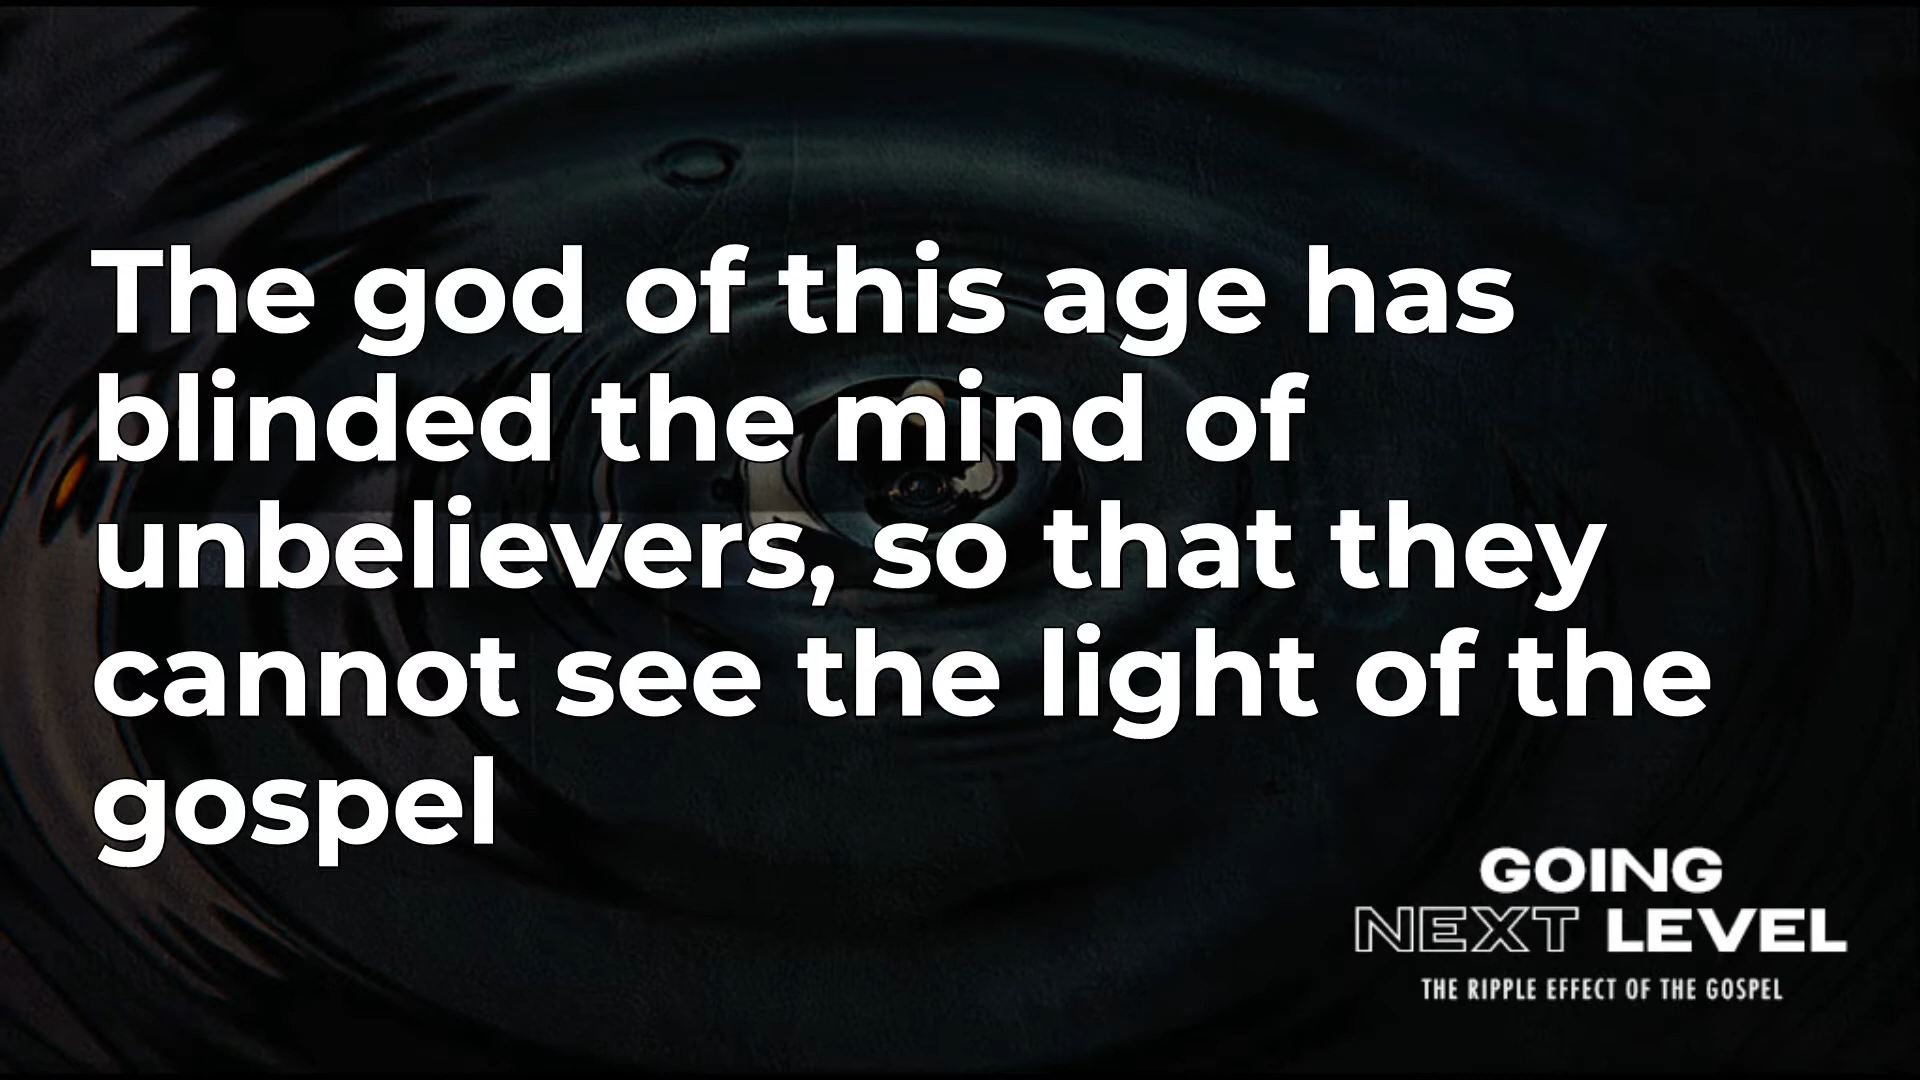 The god of this age has
blinded the mind of
unbelievers, so that they
cannot see the light of the
gospel
GOING
NEXT LEVEL
THE RIPPLE EFFECT OF THE GOSPEL